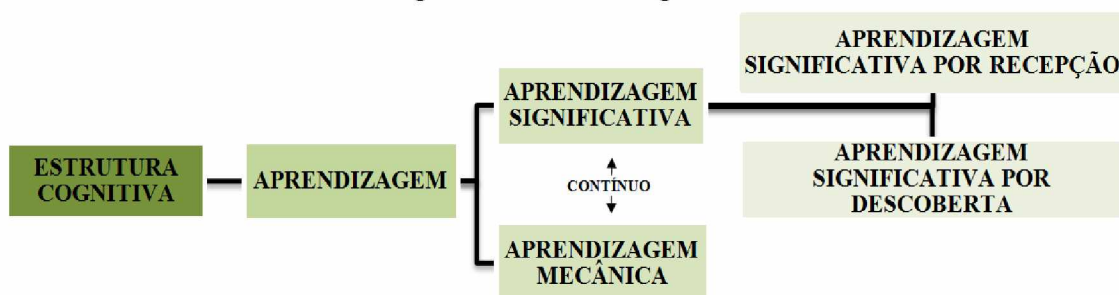 ESTRUTURA
COGNITIVA
APRENDIZAGEM
APRENDIZAGEM
SIGNIFICATIVA
CONTÍNUO
APRENDIZAGEM
MECÂNICA
APRENDIZAGEM
SIGNIFICATIVA POR RECEPÇÃO
APRENDIZAGEM
SIGNIFICATIVA POR
DESCOBERTA